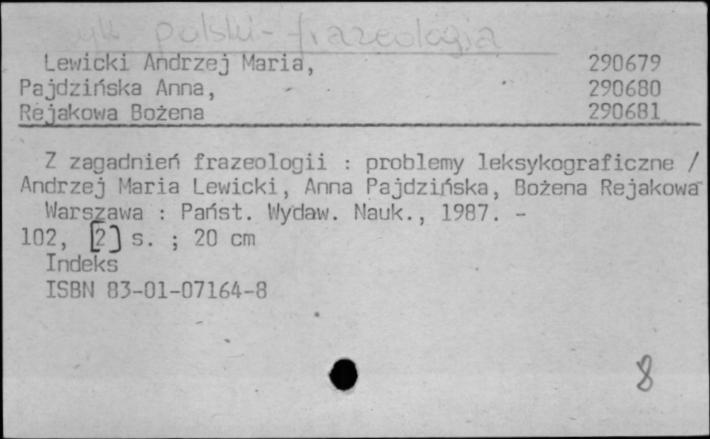 polski - frazeologia
Lewicki Andrzej Maria, 290679
Pajdzińska Anna, 290680
Rejakowa Bożena 290681
Z zagadnień frazeologii : problemy leksykograficzne /
Andrzej Maria Lewicki, Anna Pajdzińska, Bożena Rejakowa
Warszawa : Państ. Wydaw. Nauk., 1987. -
102, [2] s. ; 20 cm
Indeks
ISBN 83-01-07164-8
8